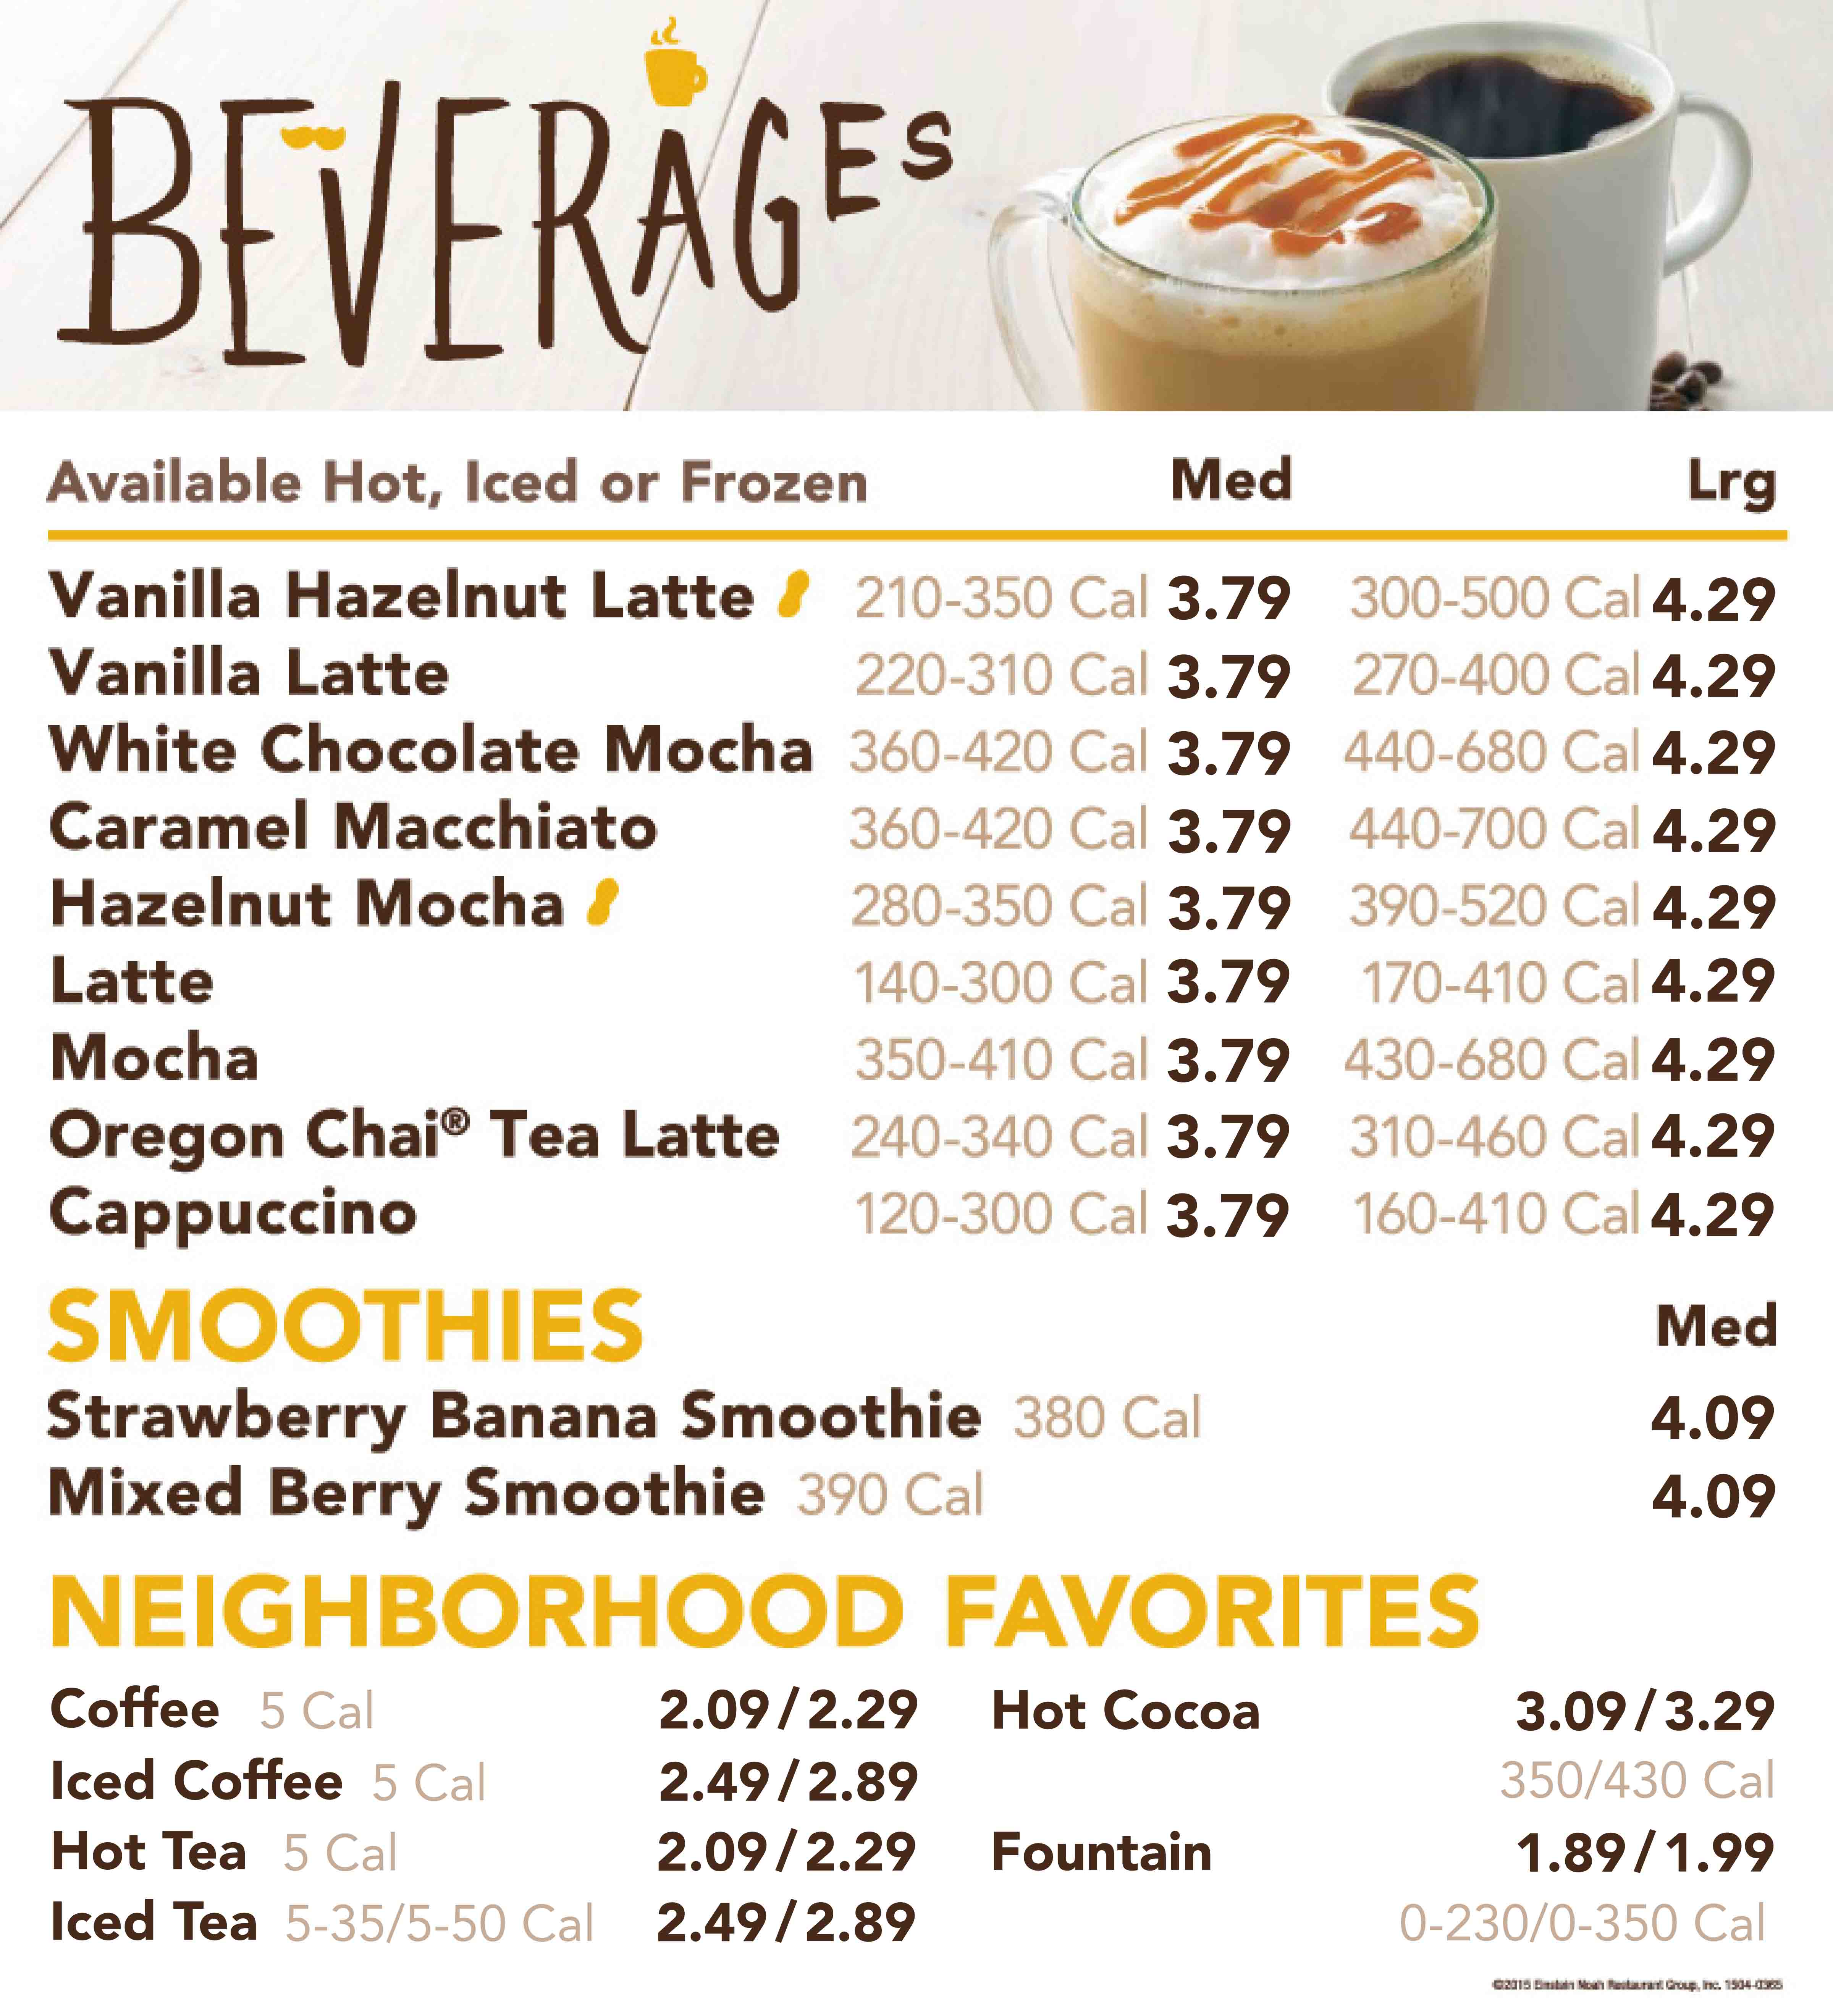 BEVERAGES
Available Hot, Iced or Frozen Med Lrg
Vanilla Hazelnut Latte 210-350 Cal 3.79 300-500 Cal 4.29
Vanilla Latte 220-310 Cal 3.79 270-400 Cal 4.29
White Chocolate Mocha 360-420 Cal 3.79 440-680 Cal 4.29
Caramel Macchiato 360-420 Cal 3.79 440-700 Cal 4.29
Hazelnut Mocha 280-350 Cal 3.79 390-520 Cal 4.29
Latte 140-300 Cal 3.79 170-410 Cal 4.29
Mocha 350-410 Cal 3.79 430-680 Cal 4.29
Oregon Chai® Tea Latte 240-340 Cal 3.79 310-460 Cal 4.29
Cappuccino 120-300 Cal 3.79 160-410 Cal 4.29
SMOOTHIES Med
Strawberry Banana Smoothie 380 Cal 4.09
Mixed Berry Smoothie 390 Cal 4.09
NEIGHBORHOOD FAVORITES
Coffee 5 Cal 2.09/2.29
Iced Coffee 5 Cal 2.49/2.89
Hot Tea 5 Cal 2.09/2.29
Iced Tea 5-35/5-50 Cal 2.49/2.89
Hot Cocoa 3.09/3.29
350/430 Cal
Fountain 1.89/1.99
0-230/0-350 Cal
©2015 Einstein Noah Restaurant Group, Inc. 1504-0365